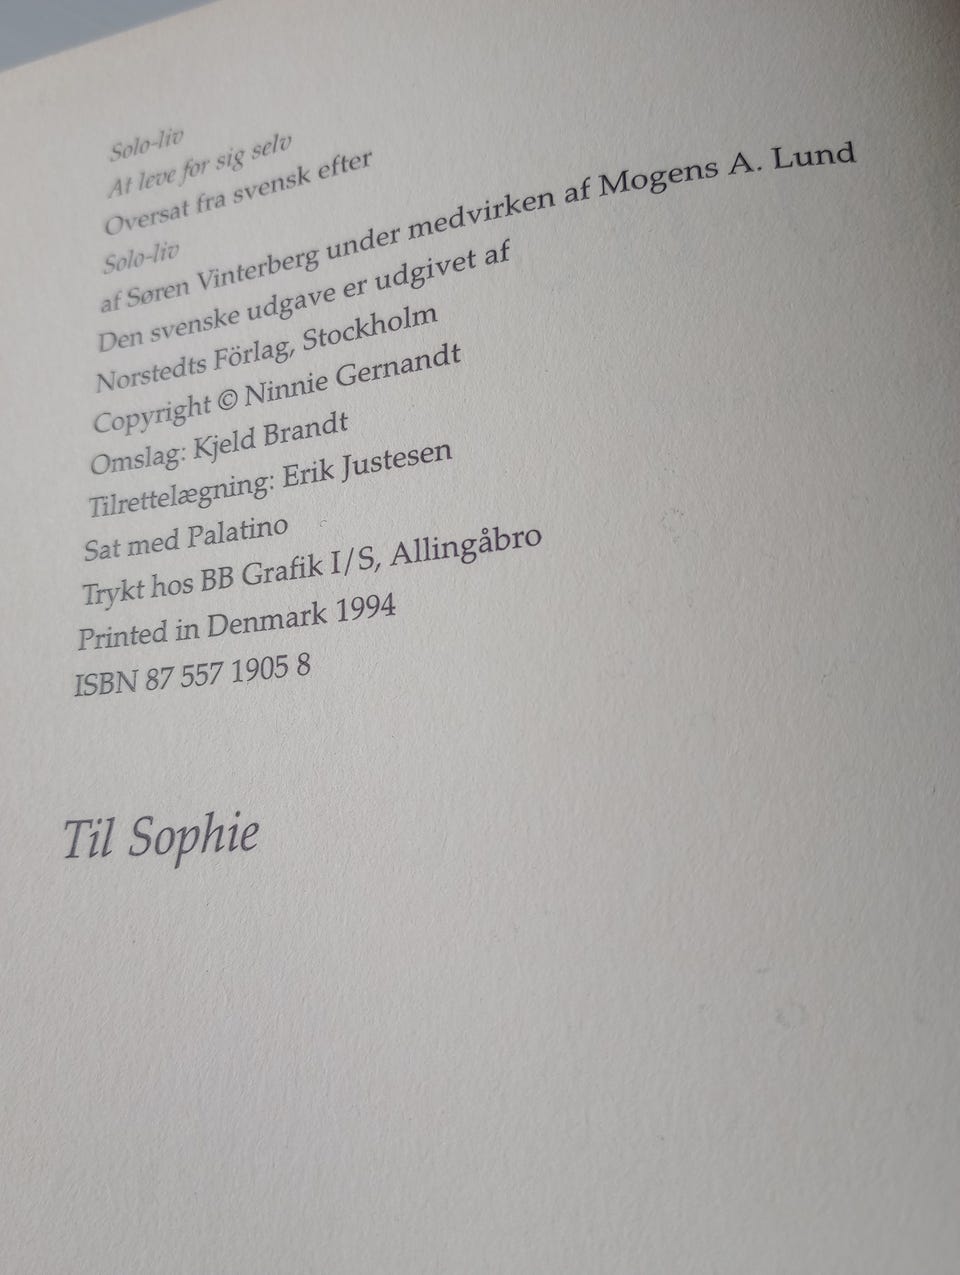 Solo-liv
At leve for sig selv
Oversat fra svensk efter
Solo-liv
af Søren Vinterberg under medvirken af Mogens A. Lund
Den svenske udgave er udgivet af
Norstedts Förlag, Stockholm
Copyright © Ninnie Gernandt
Omslag: Kjeld Brandt
Tilrettelægning: Erik Justesen
Sat med Palatino
Trykt hos BB Grafik I/S, Allingåbro
Printed in Denmark 1994
ISBN 87 557 1905 8
Til Sophie